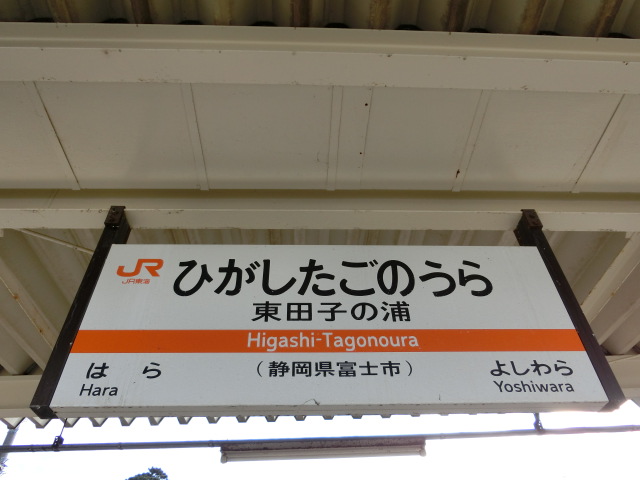 JR
JR東海
ひがしたごのうら
東田子の浦
Higashi-Tagonoura
はら
Hara
(静岡県富士市)
よしわら
Yoshiwara